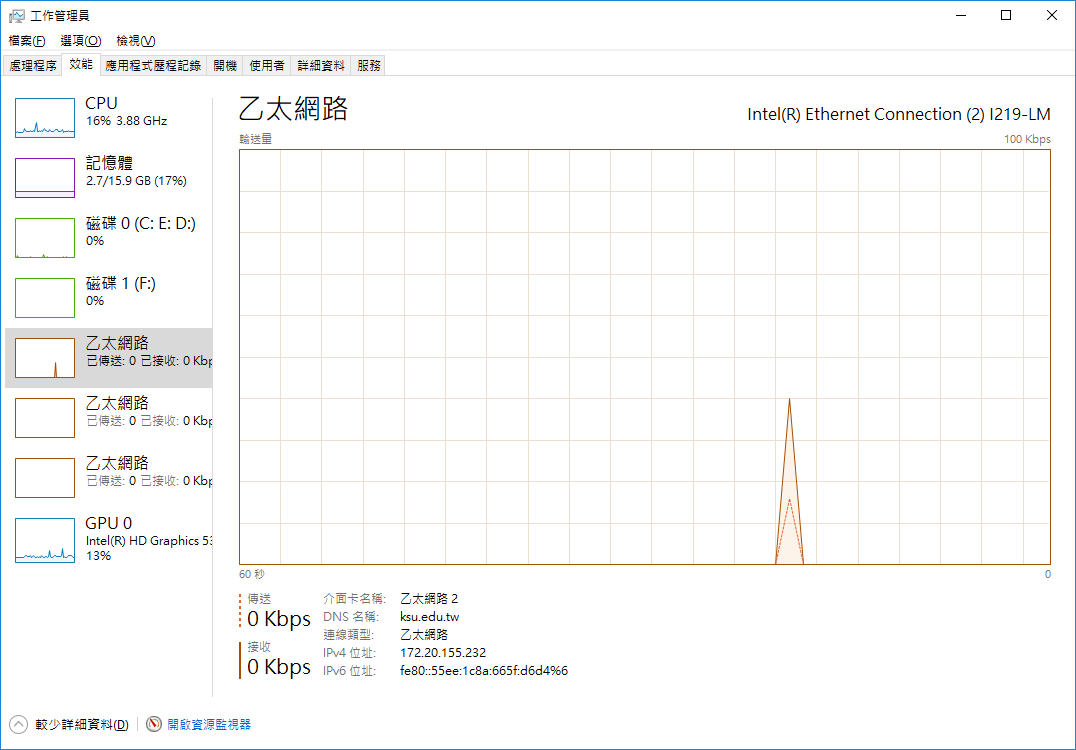 工作管理員
檔案(F) 選項(O) 檢視(V)
處理程序 效能 應用程式歷程記錄 開機 使用者 詳細資料 服務
CPU
16% 3.88 GHz
記憶體
2.7/15.9 GB (17%)
磁碟 0 (C: E: D:)
0%
磁碟 1 (F:)
0%
乙太網路
已傳送: 0 已接收: 0 Kbp
乙太網路
已傳送: 0 已接收: 0 Kbp
乙太網路
已傳送: 0 已接收: 0 Kbp
GPU 0
Intel(R) HD Graphics 53
13%
乙太網路
Intel(R) Ethernet Connection (2) I219-LM
輸送量
100 Kbps
60 秒
0
傳送
0 Kbps
接收
0 Kbps
介面卡名稱: 乙太網路 2
DNS 名稱: ksu.edu.tw
連線類型: 乙太網路
IPv4 位址: 172.20.155.232
IPv6 位址: fe80::55ee:1c8a:665f:d6d4%6
較少詳細資料(D)
開啟資源監視器